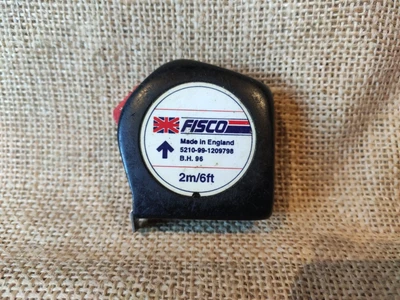 FISCO
Made in England
5210-99-1209798
B.H. 96
2m/6ft